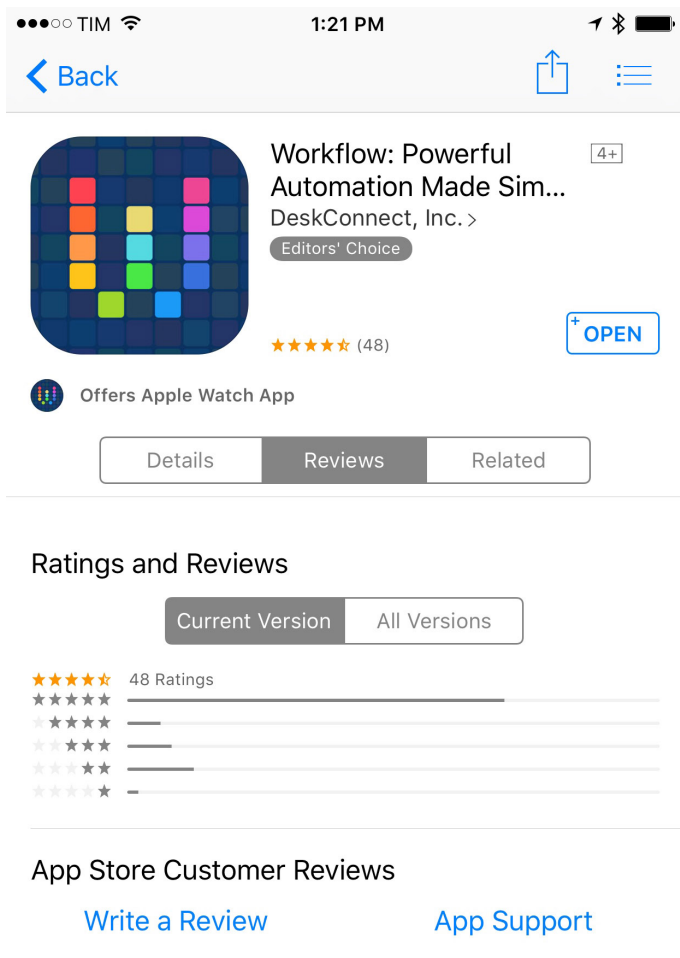 TIM 1:21 PM
Back
Workflow: Powerful 4+
Automation Made Sim...
DeskConnect, Inc. >
Editors' Choice
(48)
+ OPEN
Offers Apple Watch App
Details Reviews Related
Ratings and Reviews
Current Version All Versions
48 Ratings
App Store Customer Reviews
Write a Review App Support